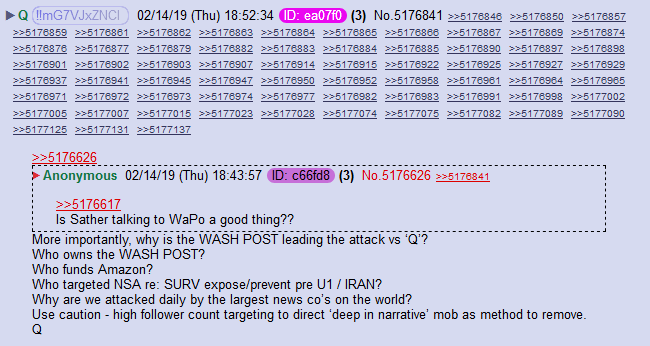 Q !!mG7VJxZNCI 02/14/19 (Thu) 18:52:34 ID: ea07f0 (3) No.5176841 >>5176846 >>5176850 >>5176857
>>5176859 >>5176861 >>5176862 >>5176863 >>5176864 >>5176865 >>5176866 >>5176867 >>5176869 >>5176874
>>5176876 >>5176877 >>5176879 >>5176882 >>5176883 >>5176884 >>5176885 >>5176890 >>5176897 >>5176898
>>5176901 >>5176902 >>5176903 >>5176907 >>5176914 >>5176915 >>5176922 >>5176925 >>5176927 >>5176929
>>5176937 >>5176941 >>5176945 >>5176947 >>5176950 >>5176952 >>5176958 >>5176961 >>5176964 >>5176965
>>5176971 >>5176972 >>5176973 >>5176974 >>5176977 >>5176982 >>5176983 >>5176991 >>5176998 >>5177002
>>5177005 >>5177007 >>5177015 >>5177023 >>5177028 >>5177074 >>5177075 >>5177082 >>5177089 >>5177090
>>5177125 >>5177131 >>5177137
>>5176626
Anonymous 02/14/19 (Thu) 18:43:57 ID: c66fd8 (3) No.5176626 >>5176841
>>5176617
Is Sather talking to WaPo a good thing??
More importantly, why is the WASH POST leading the attack vs ‘Q’?
Who owns the WASH POST?
Who funds Amazon?
Who targeted NSA re: SURV expose/prevent pre U1 / IRAN?
Why are we attacked daily by the largest news co’s on the world?
Use caution - high follower count targeting to direct ‘deep in narrative’ mob as method to remove.
Q